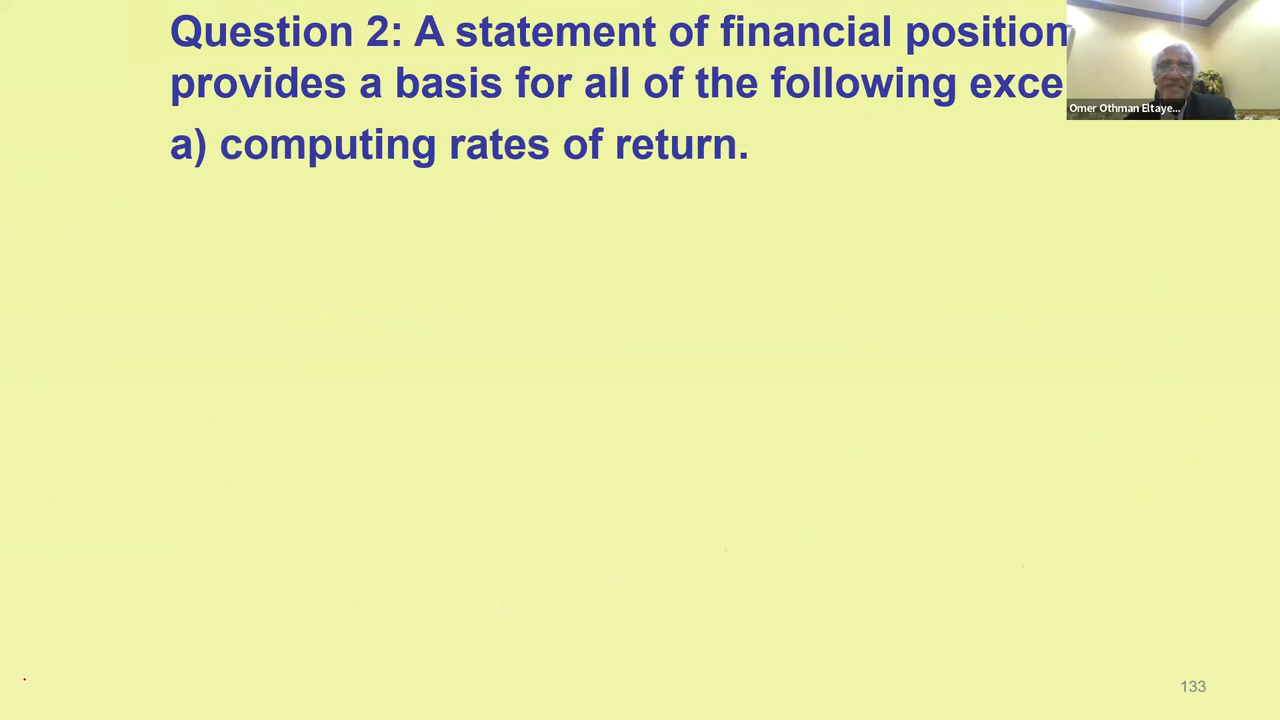 Question 2: A statement of financial position
provides a basis for all of the following exce
a) computing rates of return.
Omer Othman Eltaye...
133